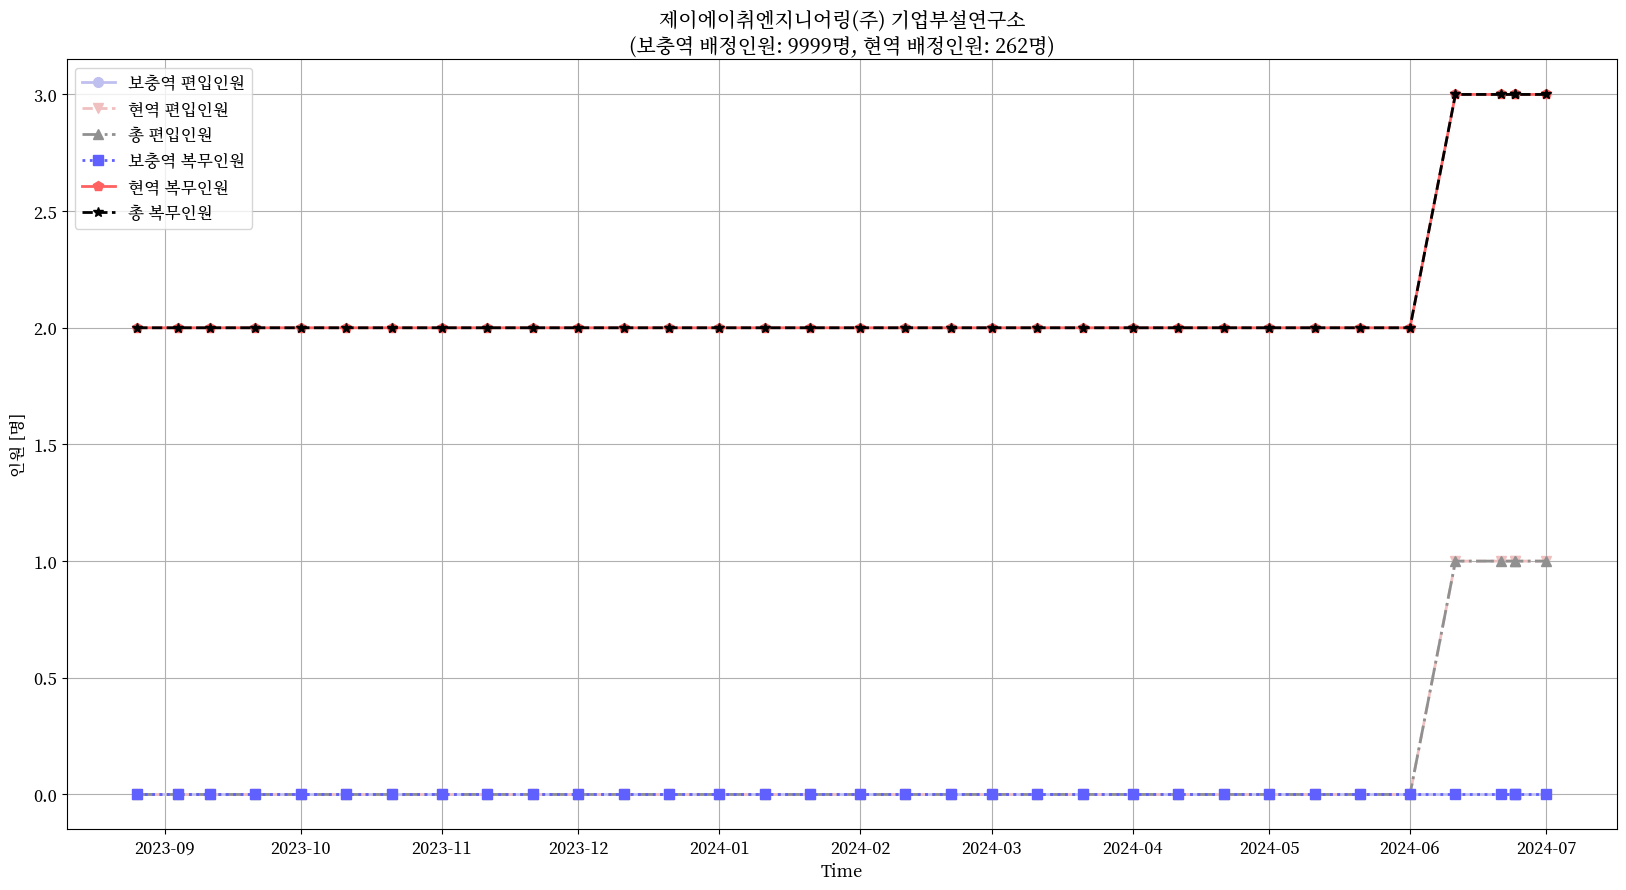 제이에이취엔지니어링(주) 기업부설연구소
(보충역 배정인원: 9999명, 현역 배정인원: 262명)
보충역 편입인원
현역 편입인원
총 편입인원
보충역 복무인원
현역 복무인원
총 복무인원
인원 [명]
3.0
2.5
2.0
1.5
1.0
0.5
0.0
2023-09
2023-10
2023-11
2023-12
2024-01
2024-02
2024-03
2024-04
2024-05
2024-06
2024-07
Time